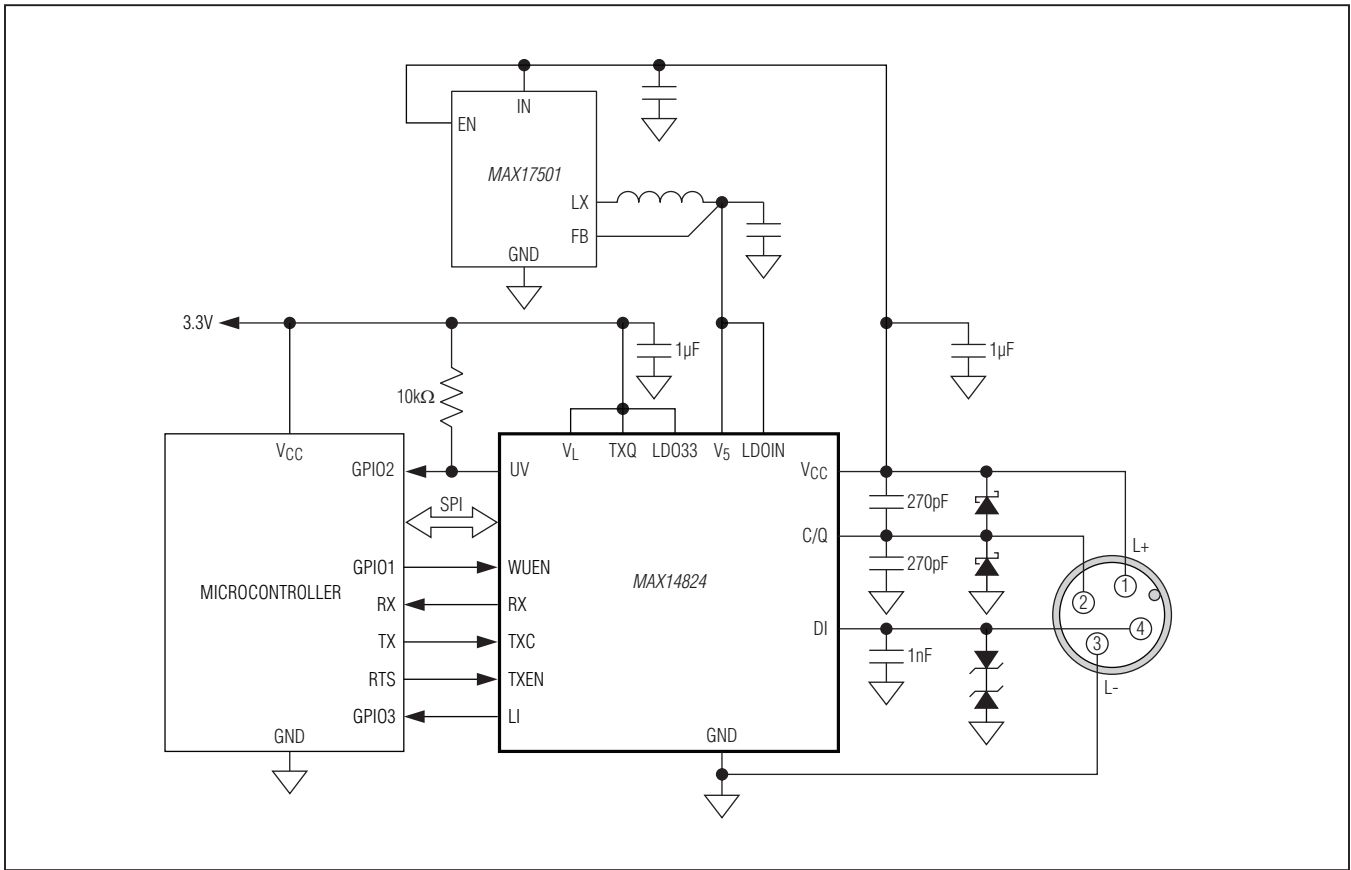 IN
EN
MAX17501
LX
FB
GND
3.3V
1µF
1µF
10kΩ
VCC
VL TXQ LDO33 V5 LDOIN
GPIO2
UV
VCC
SPI
270pF
C/Q
L+
GPIO1
WUEN
270pF
MICROCONTROLLER
MAX14824
1
2
RX
RX
DI
4
3
TX
TXC
1nF
RTS
TXEN
L-
GPIO3
LI
GND
GND